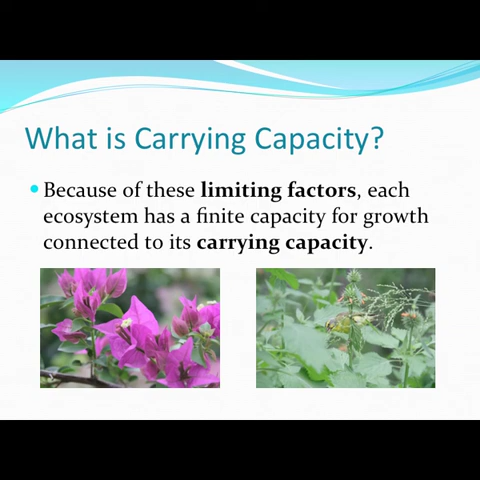 What is Carrying Capacity?
Because of these limiting factors, each
ecosystem has a finite capacity for growth
connected to its carrying capacity.